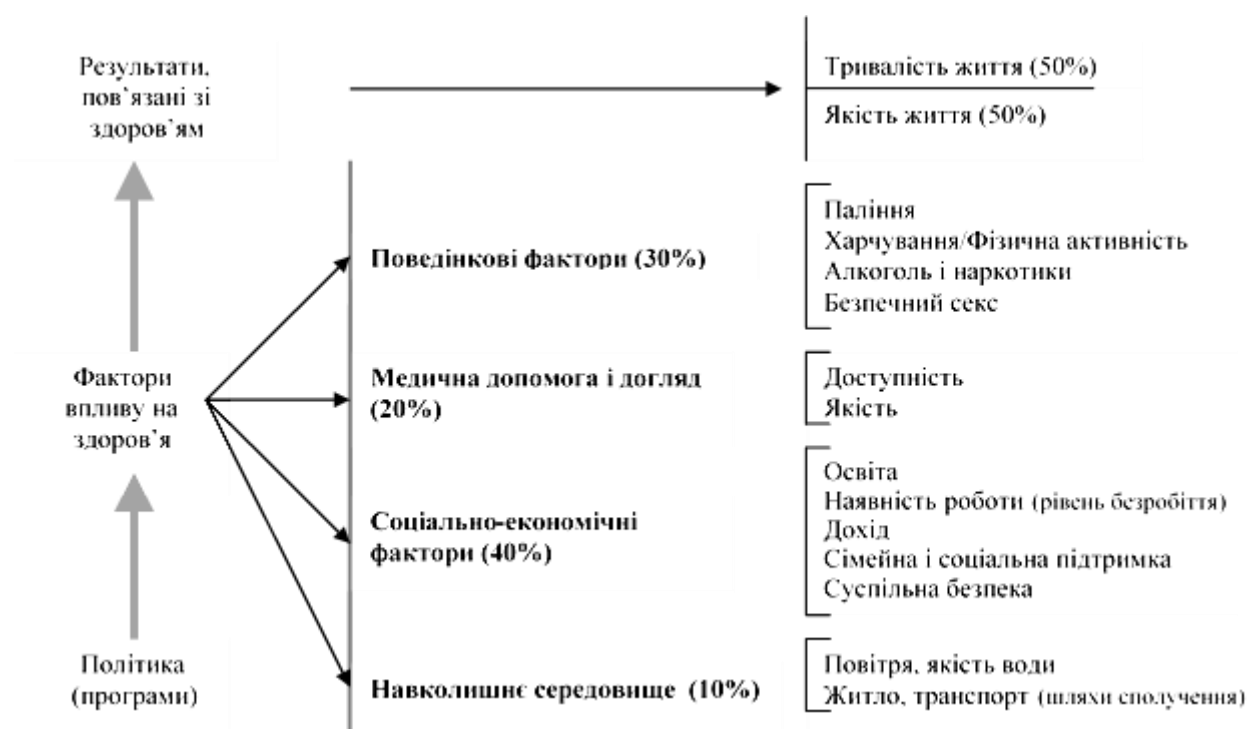 Результати,
пов`язані зі
здоров`ям
Тривалість життя (50%)
Якість життя (50%)
Фактори
впливу на
здоров`я
Поведінкові фактори (30%)
Паління
Харчування/Фізична активність
Алкоголь і наркотики
Безпечний секс
Медична допомога і догляд
(20%)
Доступність
Якість
Соціально-економічні
фактори (40%)
Освіта
Наявність роботи (рівень безробіття)
Дохід
Сімейна і соціальна підтримка
Суспільна безпека
Політика
(програми)
Навколишнє середовище (10%)
Повітря, якість води
Житло, транспорт (шляхи сполучення)